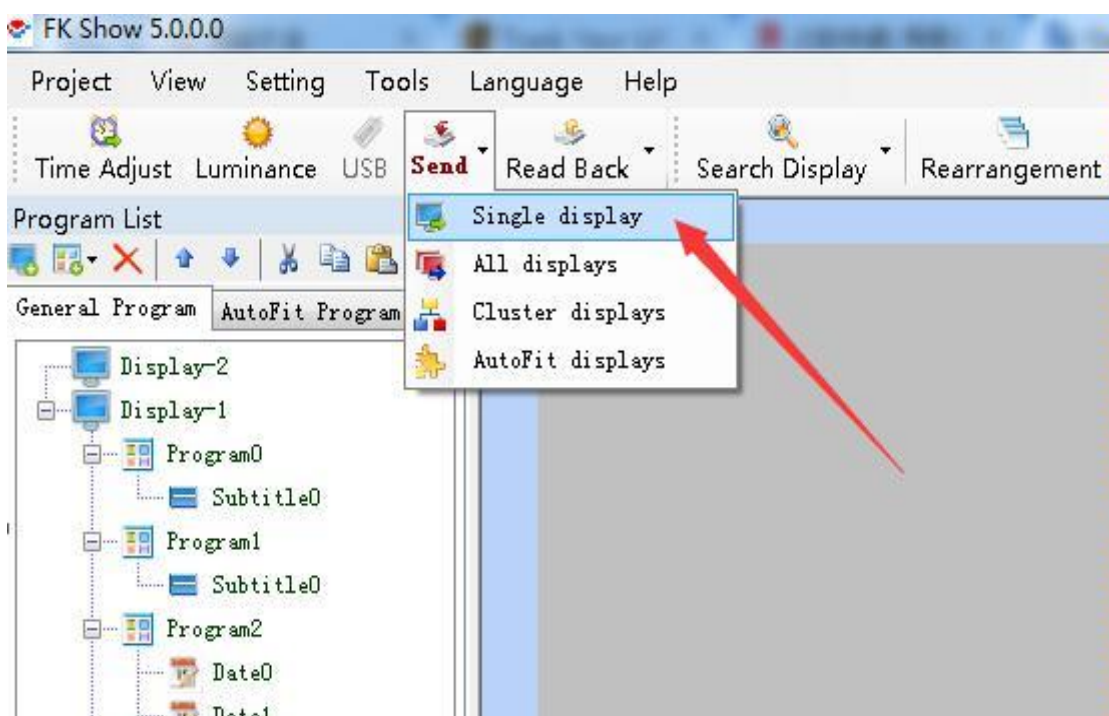 FK Show 5.0.0.0
Project View Setting Tools Language Help
Time Adjust Luminance USB Send Read Back Search Display Rearrangement
Program List
Single display
All displays
General Program AutoFit Program
Cluster displays
AutoFit displays
Display-2
Display-1
Program0
Subtitle0
Program1
Subtitle0
Program2
Date0
Date1